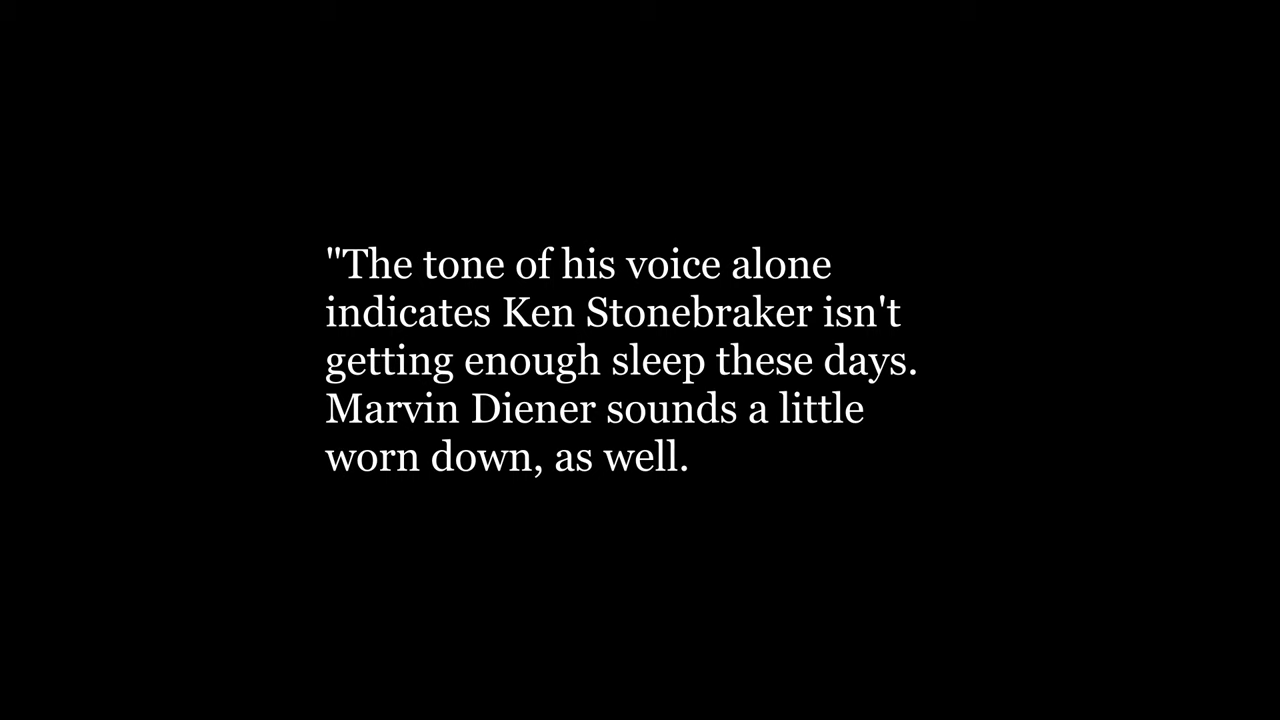 "The tone of his voice alone
indicates Ken Stonebraker isn't
getting enough sleep these days.
Marvin Diener sounds a little
worn down, as well.